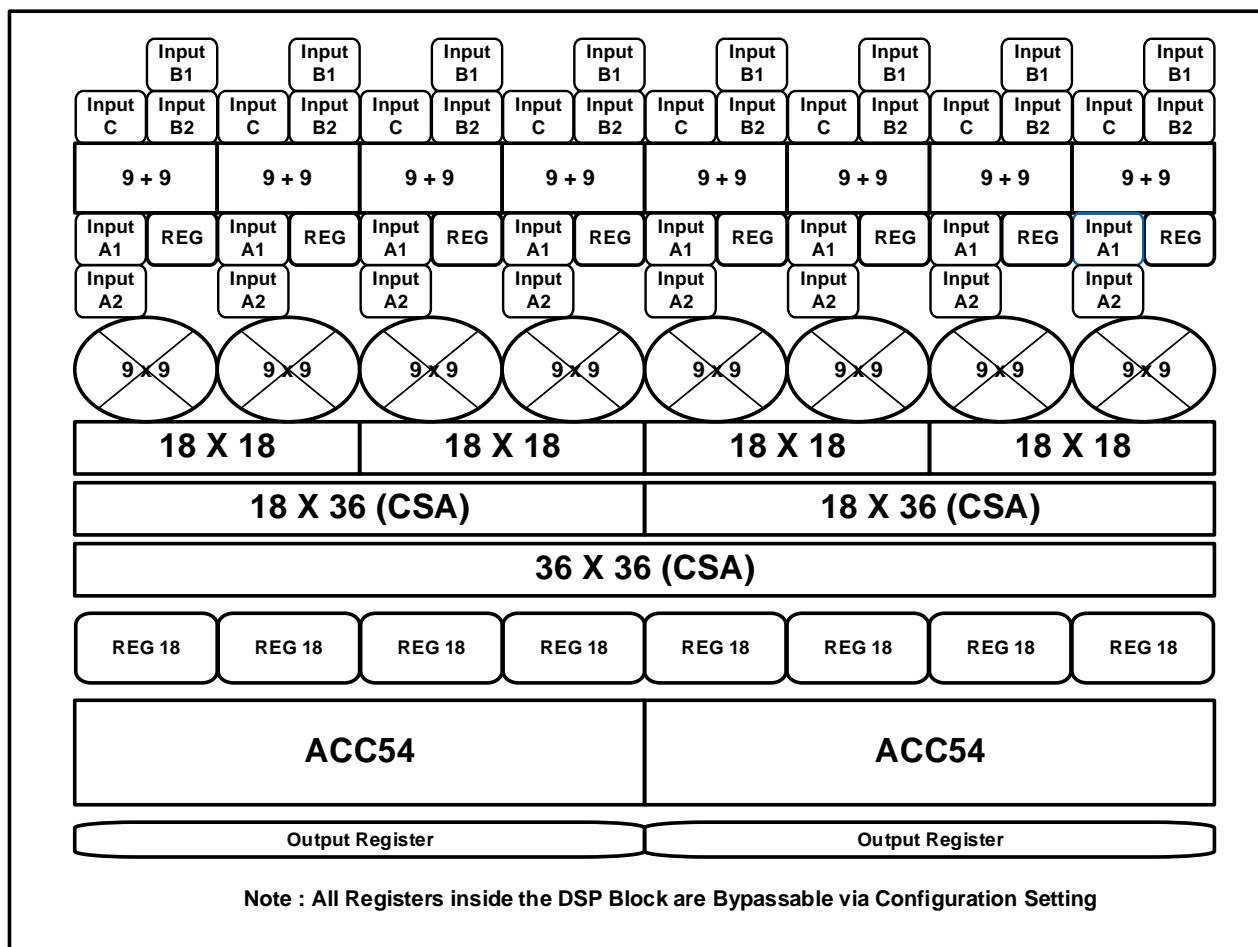 Input B1 Input B1 Input B1 Input B1 Input B1 Input B1 Input B1 Input B1
Input C Input B2 Input C Input B2 Input C Input B2 Input C Input B2 Input C Input B2 Input C Input B2 Input C Input B2 Input C Input B2
9 + 9 9 + 9 9 + 9 9 + 9 9 + 9 9 + 9 9 + 9 9 + 9
Input A1 REG Input A1 REG Input A1 REG Input A1 REG Input A1 REG Input A1 REG Input A1 REG Input A1 REG
Input A2 Input A2 Input A2 Input A2 Input A2 Input A2 Input A2 Input A2
9 x 9 9 x 9 9 x 9 9 x 9 9 x 9 9 x 9 9 x 9 9 x 9
18 X 18 18 X 18 18 X 18 18 X 18
18 X 36 (CSA) 18 X 36 (CSA)
36 X 36 (CSA)
REG 18 REG 18 REG 18 REG 18 REG 18 REG 18 REG 18 REG 18
ACC54 ACC54
Output Register Output Register
Note : All Registers inside the DSP Block are Bypassable via Configuration Setting